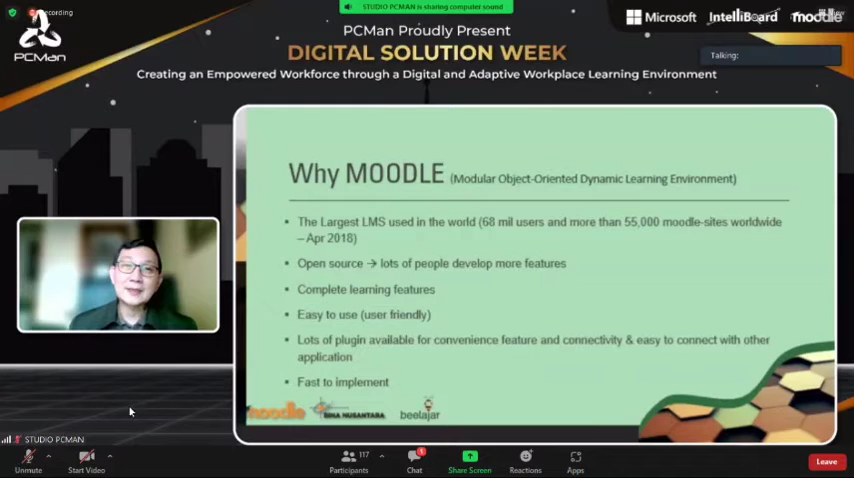 STUDIO PCMAN is sharing computer sound
Recording
PCMan
PCMan Proudly Present
DIGITAL SOLUTION WEEK
Creating an Empowered Workforce through a Digital and Adaptive Workplace Learning Environment
Microsoft
IntelliBoard
moodle
Talking:
Why MOODLE (Modular Object-Oriented Dynamic Learning Environment)
▪ The Largest LMS used in the world (68 mil users and more than 55,000 moodle-sites worldwide
– Apr 2018)
▪ Open source → lots of people develop more features
▪ Complete learning features
▪ Easy to use (user friendly)
▪ Lots of plugin available for convenience feature and connectivity & easy to connect with other
application
▪ Fast to implement
moodle
BINA NUSANTARA
beelajar
STUDIO PCMAN
Unmute
Start Video
117
Participants
1
Chat
Share Screen
Reactions
Apps
Leave